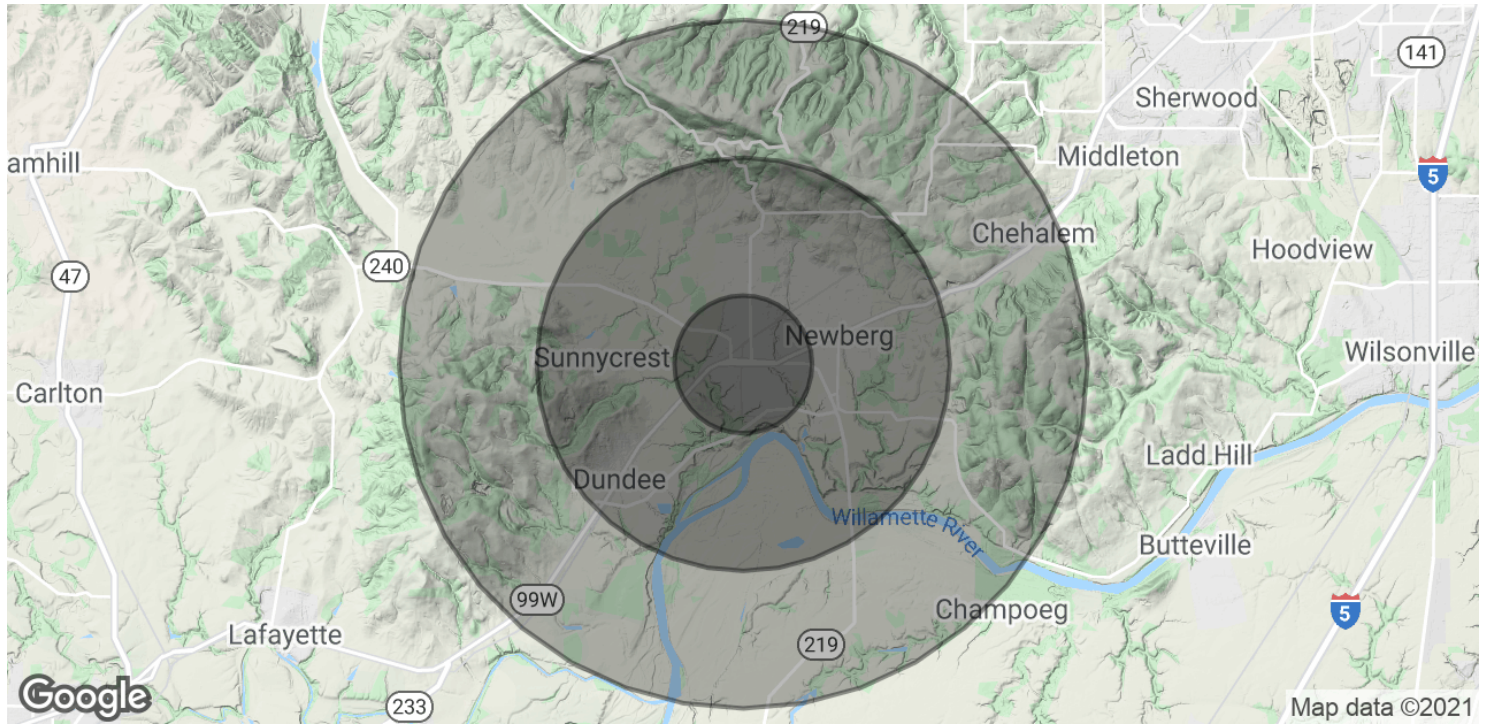 219
141
Sherwood
Middleton
amhill
5
Chehalem
Hoodview
240
47
Newberg
Sunnycrest
Wilsonville
Carlton
Ladd Hill
Dundee
Willamette River
Butteville
99W
Champoeg
5
Lafayette
219
Google
233
Map data ©2021